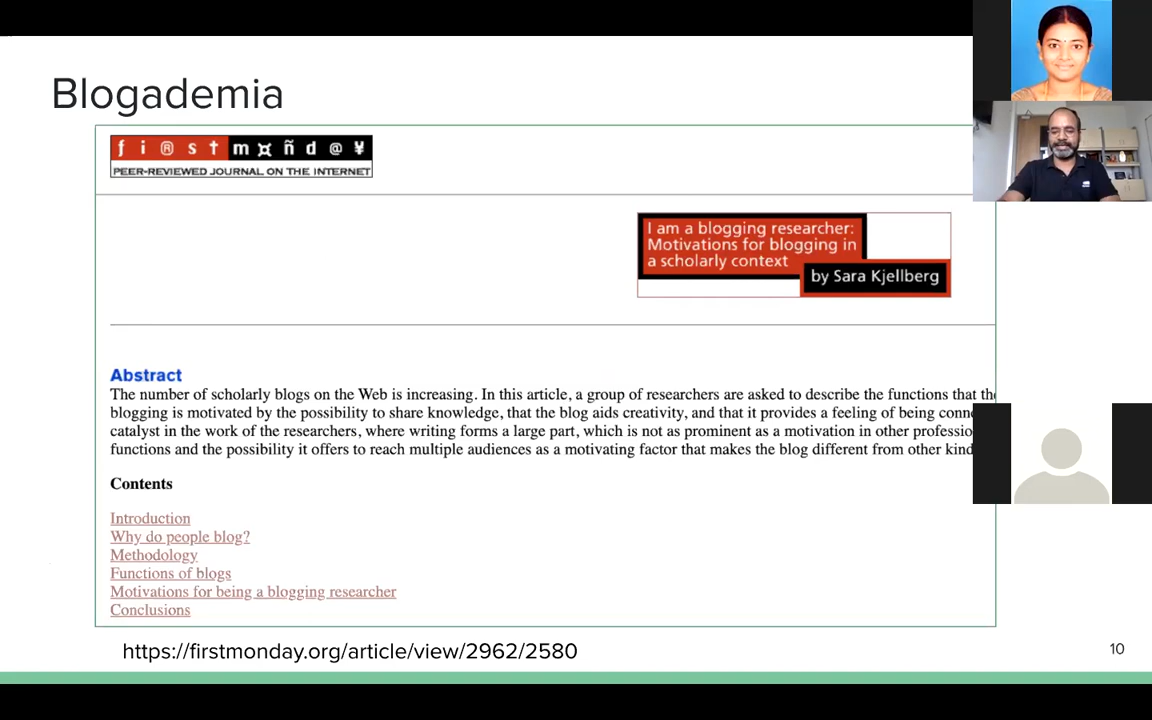 Blogademia
fi®st m¤ñd@¥
PEER-REVIEWED JOURNAL ON THE INTERNET
I am a blogging researcher:
Motivations for blogging in
a scholarly context
by Sara Kjellberg
Abstract
The number of scholarly blogs on the Web is increasing. In this article, a group of researchers are asked to describe the functions that
blogging is motivated by the possibility to share knowledge, that the blog aids creativity, and that it provides a feeling of being
catalyst in the work of the researchers, where writing forms a large part, which is not as prominent as a motivation in other
functions and the possibility it offers to reach multiple audiences as a motivating factor that makes the blog different from other kind
Contents
Introduction
Why do people blog?
Methodology
Functions of blogs
Motivations for being a blogging researcher
Conclusions
https://firstmonday.org/article/view/2962/2580
10